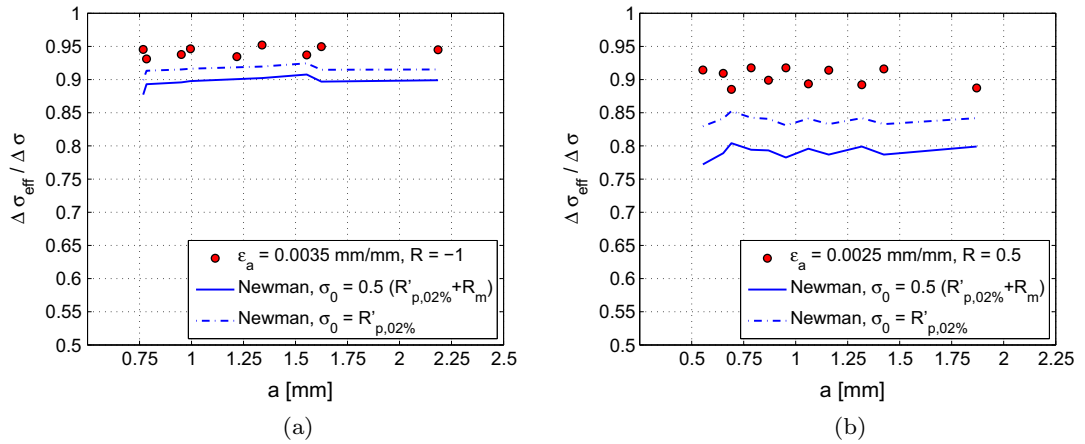 1
0.95
0.9
0.85
0.8
0.75
0.7
0.65
0.6
0.55
0.5
Δ σeff / Δ σ
εa = 0.0035 mm/mm, R = −1
Newman, σ0 = 0.5 (R'p,02%+Rm)
Newman, σ0 = R'p,02%
0.75 1 1.25 1.5 1.75 2 2.25 2.5
a [mm]
(a)
1
0.95
0.9
0.85
0.8
0.75
0.7
0.65
0.6
0.55
0.5
Δ σeff / Δ σ
εa = 0.0025 mm/mm, R = 0.5
Newman, σ0 = 0.5 (R'p,02%+Rm)
Newman, σ0 = R'p,02%
0.5 0.75 1 1.25 1.5 1.75 2 2.25
a [mm]
(b)